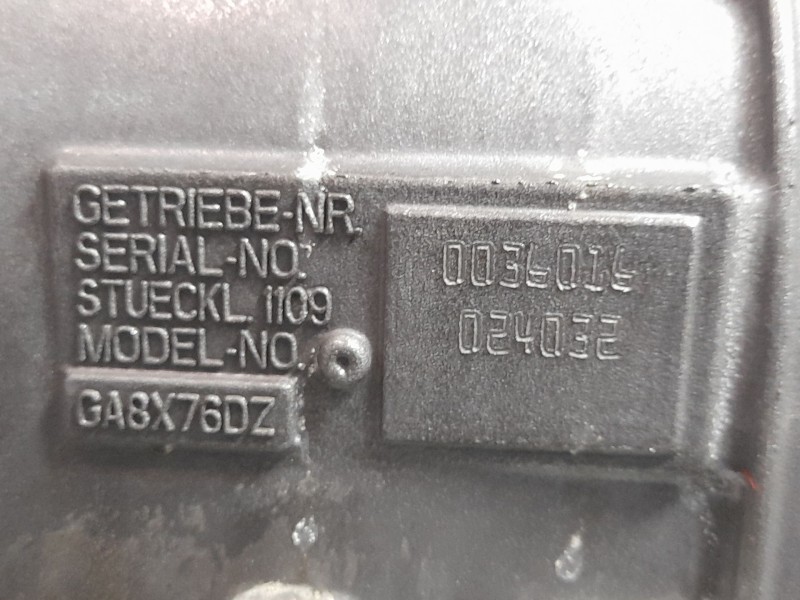 GETRIEBE-NR.
SERIAL-NO.
STUECKL. 1109
MODEL-NO.
GA8X76DZ
0036016
024032